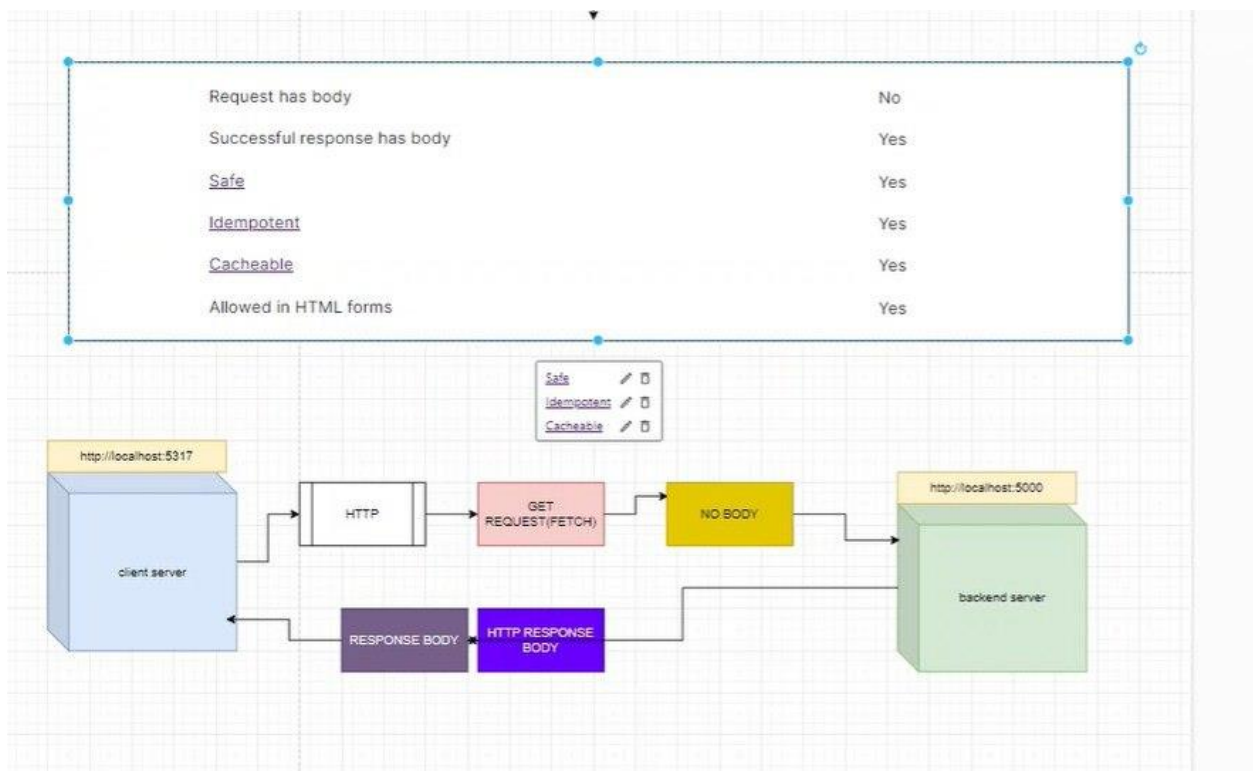 Request has body No
Successful response has body Yes
Safe Yes
Idempotent Yes
Cacheable Yes
Allowed in HTML forms Yes
Safe
Idempotent
Cacheable
http://localhost:5317
http://localhost:5000
HTTP
GET
REQUEST(FETCH)
NO BODY
client server
backend server
RESPONSE BODY
HTTP RESPONSE
BODY